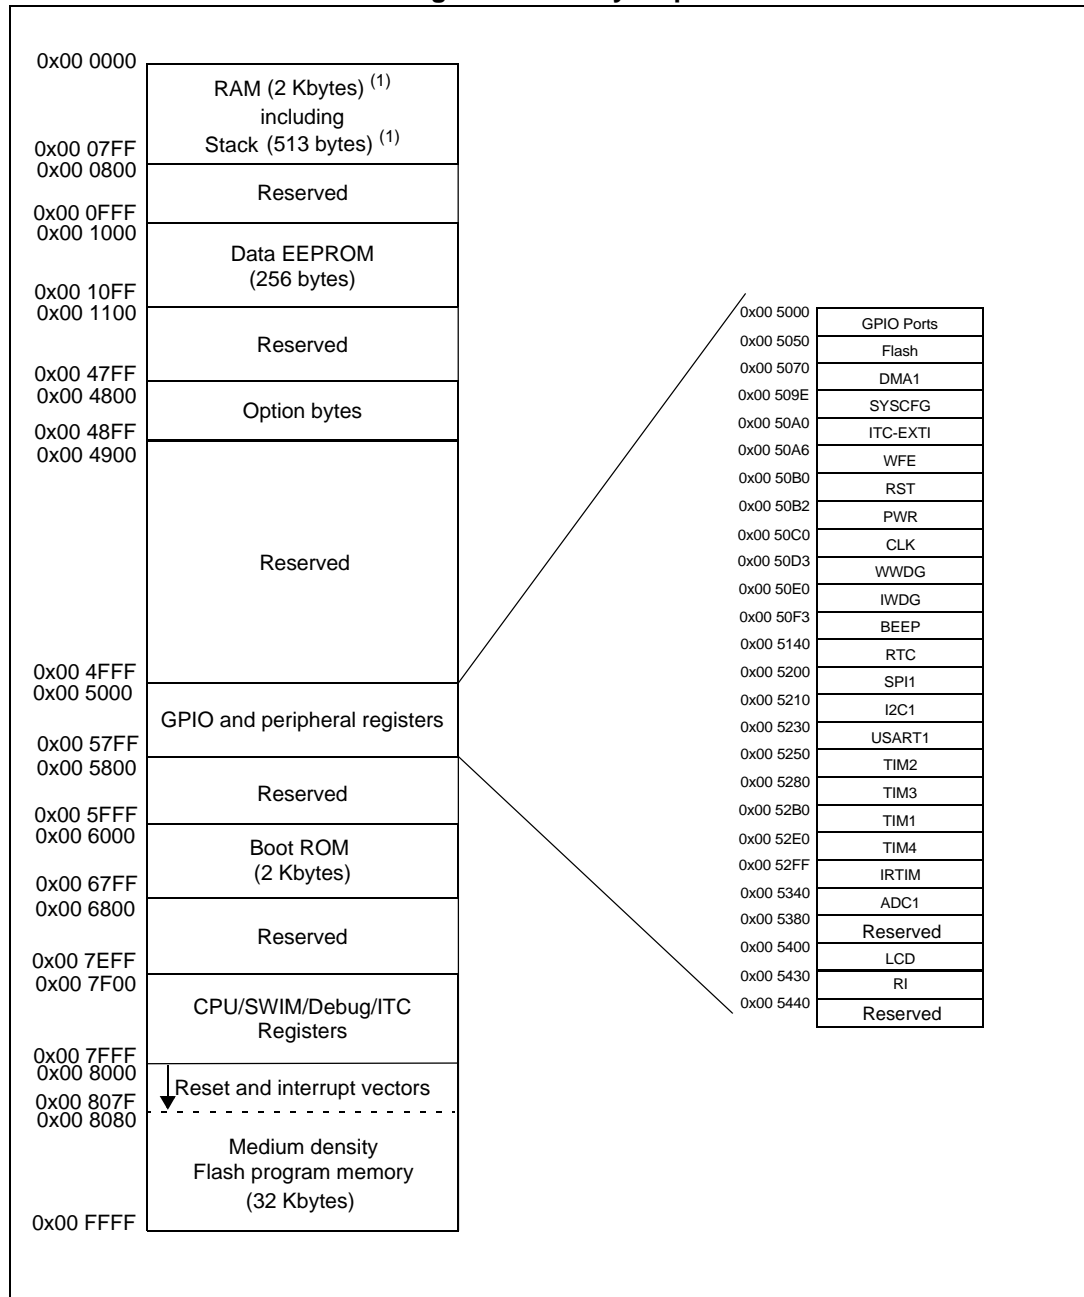 0x00 0000
RAM (2 Kbytes) (1)
including
Stack (513 bytes) (1)
0x00 07FF
0x00 0800
Reserved
0x00 0FFF
0x00 1000
Data EEPROM
(256 bytes)
0x00 10FF
0x00 1100
Reserved
0x00 47FF
0x00 4800
Option bytes
0x00 48FF
0x00 4900
Reserved
0x00 4FFF
0x00 5000
GPIO and peripheral registers
0x00 57FF
0x00 5800
Reserved
0x00 5FFF
0x00 6000
Boot ROM
(2 Kbytes)
0x00 67FF
0x00 6800
Reserved
0x00 7EFF
0x00 7F00
CPU/SWIM/Debug/ITC
Registers
0x00 7FFF
0x00 8000
Reset and interrupt vectors
0x00 807F
0x00 8080
Medium density
Flash program memory
(32 Kbytes)
0x00 FFFF
0x00 5000
GPIO Ports
0x00 5050
Flash
0x00 5070
DMA1
0x00 509E
SYSCFG
0x00 50A0
ITC-EXTI
0x00 50A6
WFE
0x00 50B0
RST
0x00 50B2
PWR
0x00 50C0
CLK
0x00 50D3
WWDG
0x00 50E0
IWDG
0x00 50F3
BEEP
0x00 5140
RTC
0x00 5200
SPI1
0x00 5210
I2C1
0x00 5230
USART1
0x00 5250
TIM2
0x00 5280
TIM3
0x00 52B0
TIM1
0x00 52E0
TIM4
0x00 52FF
IRTIM
0x00 5340
ADC1
0x00 5380
Reserved
0x00 5400
LCD
0x00 5430
RI
0x00 5440
Reserved